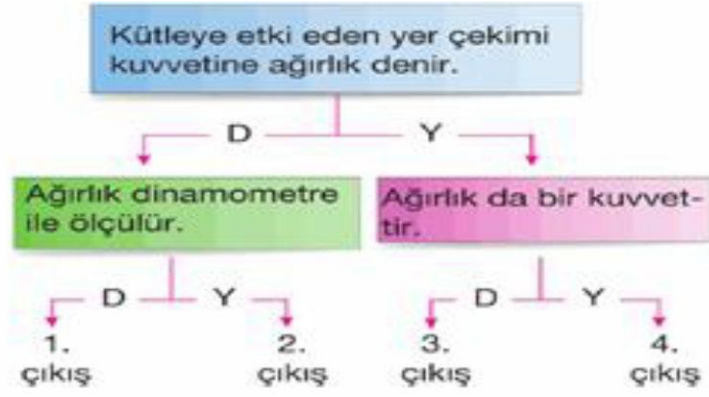 Kütleye etki eden yer çekimi
kuvvetine ağırlık denir.
D
Y
Ağırlık dinamometre
ile ölçülür.
Ağırlık da bir kuvvet-
tir.
D
Y
D
Y
1.
çıkış
2.
çıkış
3.
çıkış
4.
çıkış